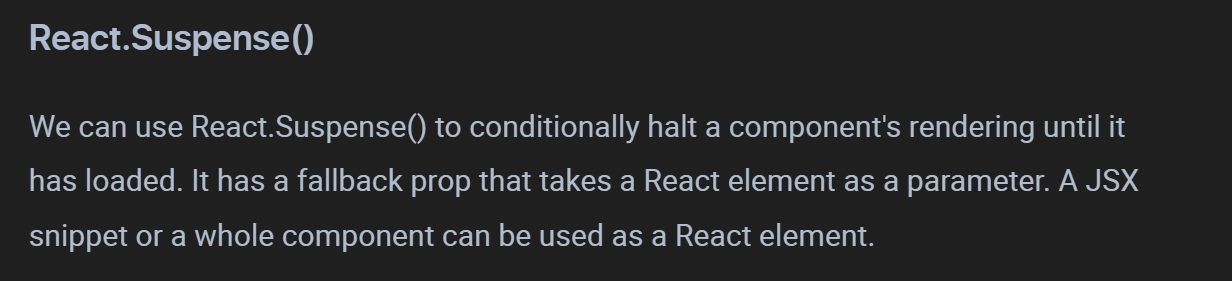 React.Suspense()
We can use React.Suspense() to conditionally halt a component's rendering until it
has loaded. It has a fallback prop that takes a React element as a parameter. A JSX
snippet or a whole component can be used as a React element.